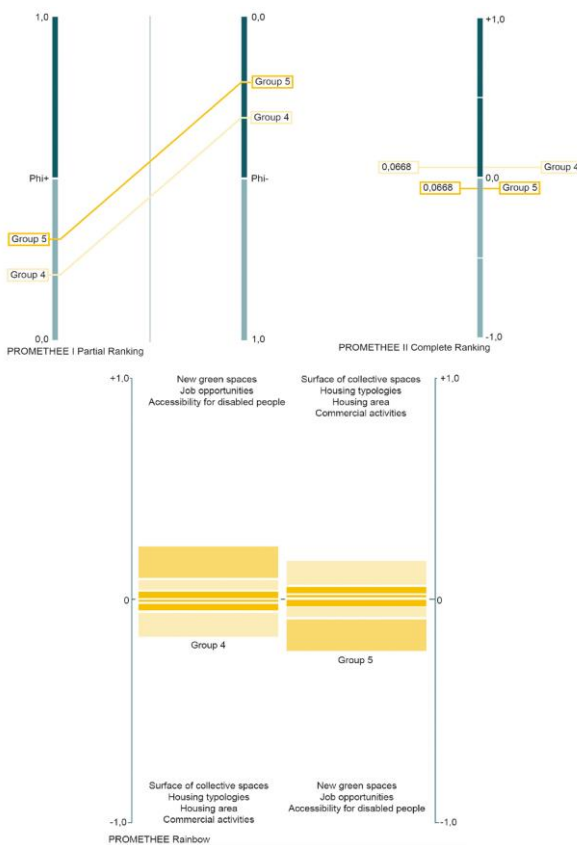 1,0
0,0
Group 5
Group 4
Phi+
Phi-
Group 5
Group 4
0,0
1,0
PROMETHEE I Partial Ranking
+1,0
0,0668
Group 4
0,0
0,0668
Group 5
-1,0
PROMETHEE II Complete Ranking
+1,0
New green spaces
Job opportunities
Accessibility for disabled people
Surface of collective spaces
Housing typologies
Housing area
Commercial activities
+1,0
0
0
Group 4
Group 5
Surface of collective spaces
Housing typologies
Housing area
Commercial activities
New green spaces
Job opportunities
Accessibility for disabled people
-1,0
-1,0
PROMETHEE Rainbow